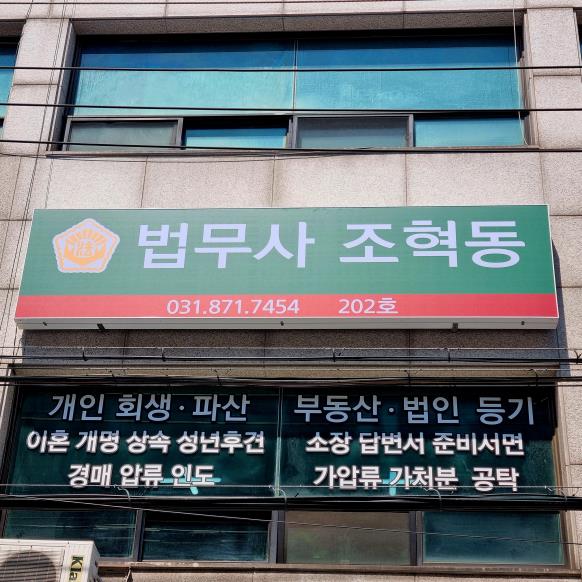 법무사 조혁동
031.871.7454 202호
개인 회생·파산
이혼 개명 상속 성년후견
경매 압류 인도
부동산·법인 등기
소장 답변서 준비서면
가압류 가처분 공탁